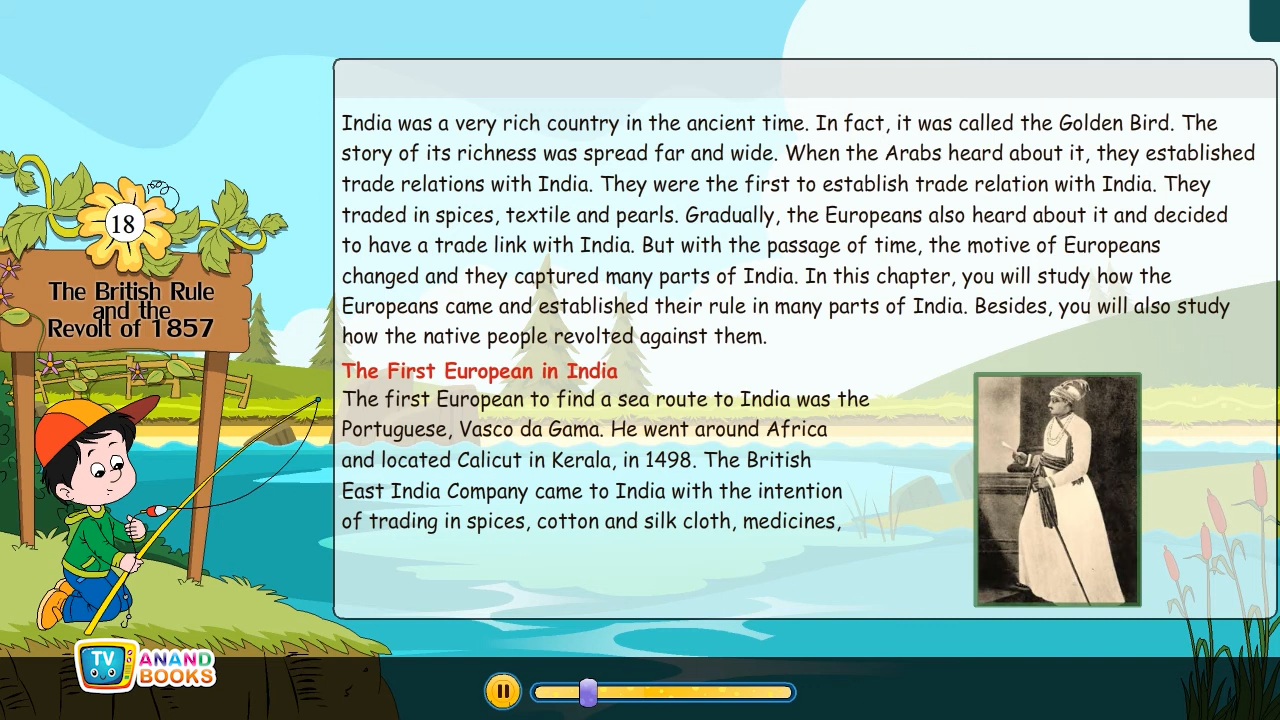 18
The British Rule
and the
Revolt of 1857
India was a very rich country in the ancient time. In fact, it was called the Golden Bird. The
story of its richness was spread far and wide. When the Arabs heard about it, they established
trade relations with India. They were the first to establish trade relation with India. They
traded in spices, textile and pearls. Gradually, the Europeans also heard about it and decided
to have a trade link with India. But with the passage of time, the motive of Europeans
changed and they captured many parts of India. In this chapter, you will study how the
Europeans came and established their rule in many parts of India. Besides, you will also study
how the native people revolted against them.
The First European in India
The first European to find a sea route to India was the
Portuguese, Vasco da Gama. He went around Africa
and located Calicut in Kerala, in 1498. The British
East India Company came to India with the intention
of trading in spices, cotton and silk cloth, medicines,
TV
ANAND
BOOKS